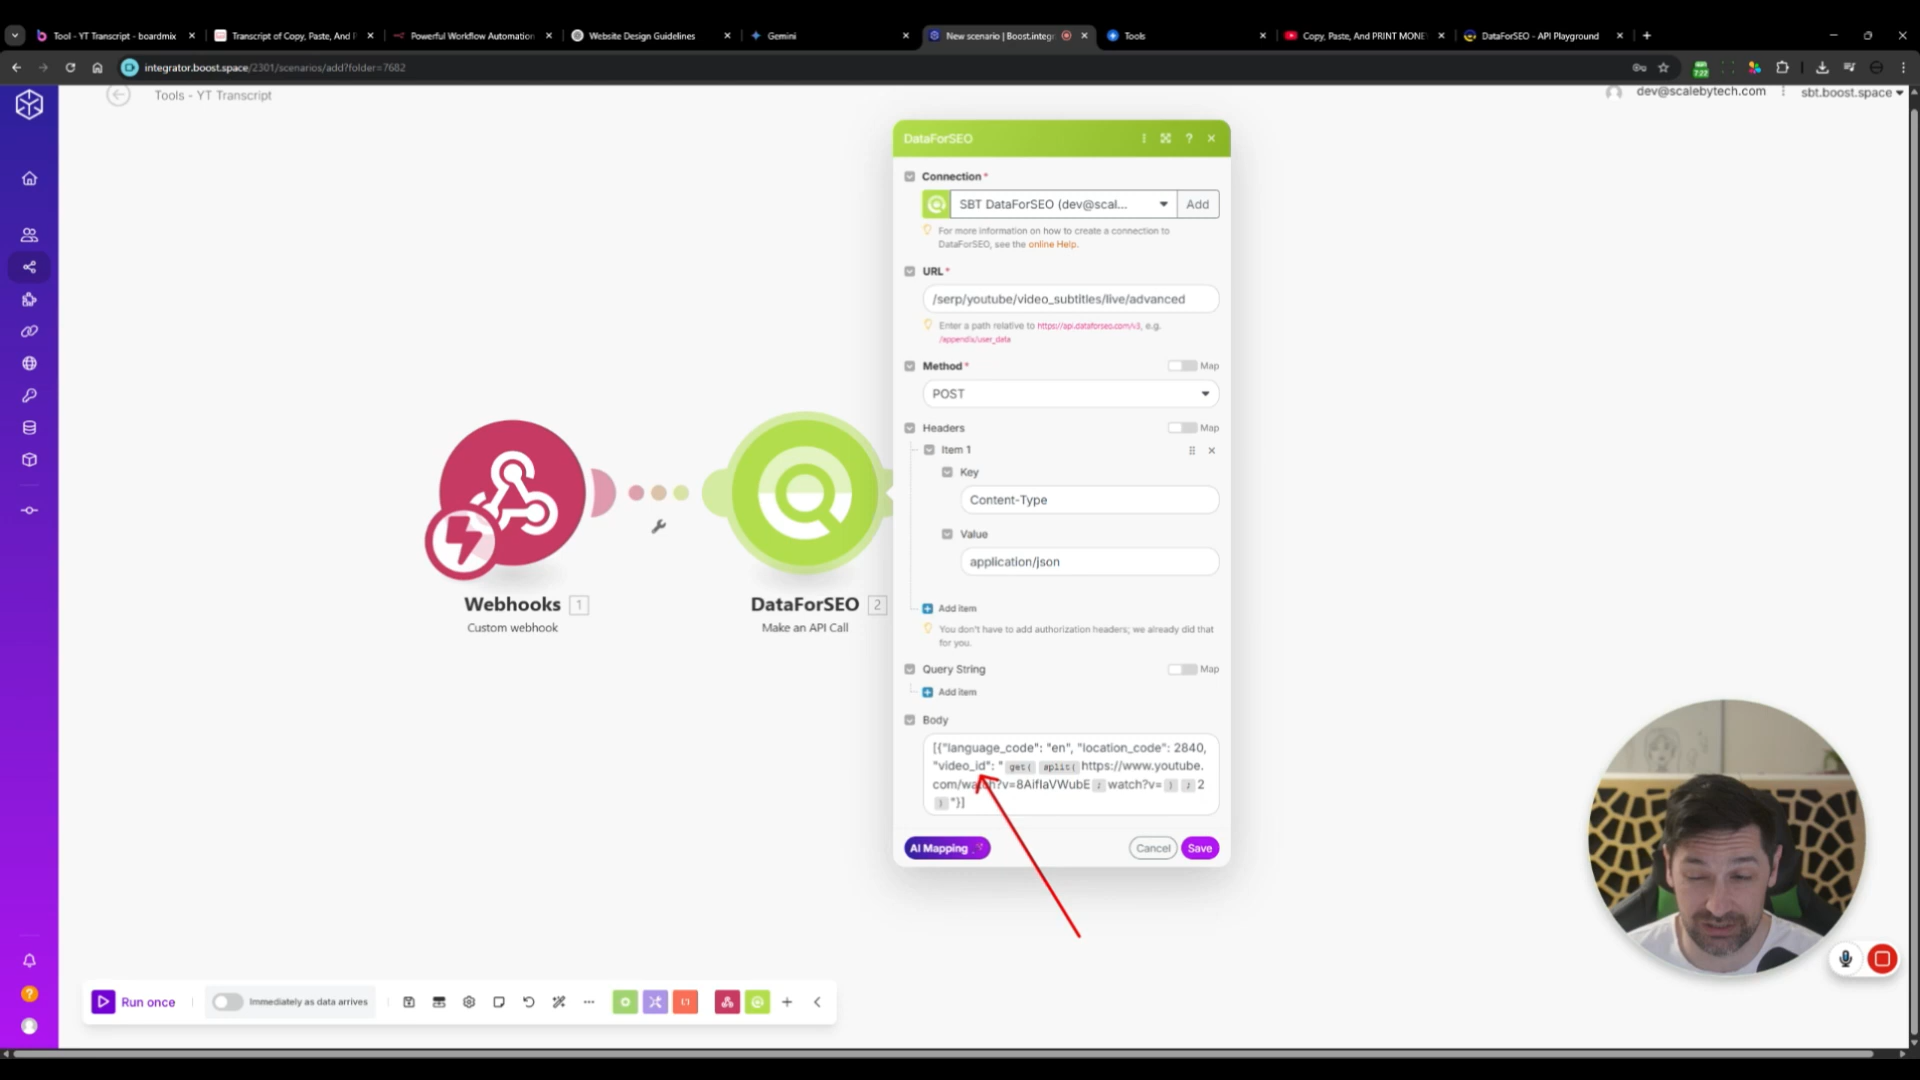 Tool - YT Transcript - boardmix
Transcript of Copy, Paste, And P
Powerful Workflow Automation
Website Design Guidelines
Gemini
New scenario | Boost.integr
Tools
Copy, Paste, And PRINT MONE
DataForSEO - API Playground
integrator.boost.space/2301/scenarios/add?folder=7682
7:22
Tools - YT Transcript
dev@scalebytech.com
sbt.boost.space
DataForSEO
Connection *
SBT DataForSEO (dev@scal...
Add
For more information on how to create a connection to
DataForSEO, see the online Help.
URL *
/serp/youtube/video_subtitles/live/advanced
Enter a path relative to https://api.dataforseo.com/v3, e.g.
/appendix/user_data
Method *
Map
POST
Headers
Map
Item 1
Key
Content-Type
Value
application/json
Add item
You don't have to add authorization headers; we already did that
for you.
Query String
Map
Add item
Body
[{"language_code": "en", "location_code": 2840,
"video_id": " get( split( https://www.youtube.
com/watch?v=8AifIaVWubE ; watch?v= ) ; 2
) "}]
AI Mapping
Cancel
Save
Webhooks 1
Custom webhook
DataForSEO 2
Make an API Call
Run once
Immediately as data arrives